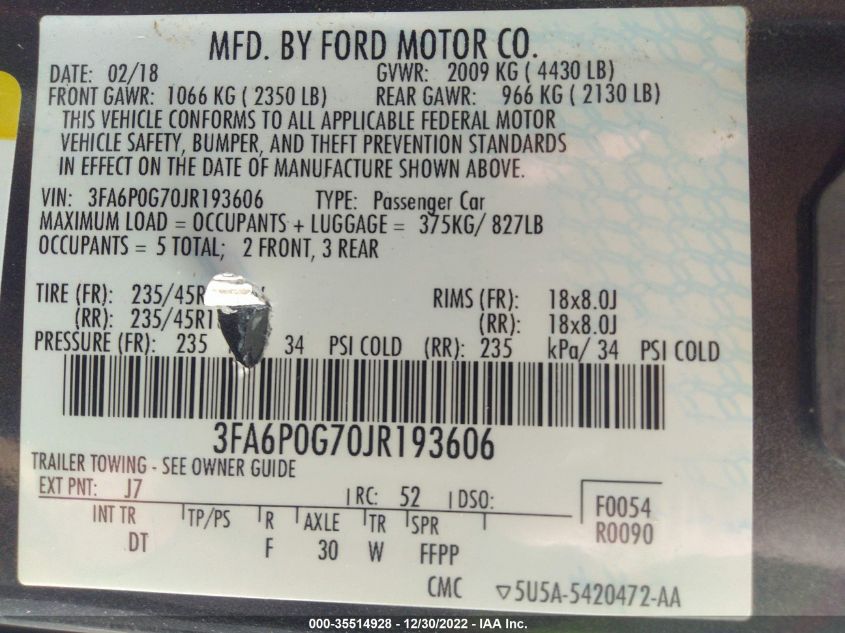 MFD. BY FORD MOTOR CO.
DATE: 02/18 GVWR: 2009 KG ( 4430 LB)
FRONT GAWR: 1066 KG ( 2350 LB) REAR GAWR: 966 KG ( 2130 LB)
THIS VEHICLE CONFORMS TO ALL APPLICABLE FEDERAL MOTOR
VEHICLE SAFETY, BUMPER, AND THEFT PREVENTION STANDARDS
IN EFFECT ON THE DATE OF MANUFACTURE SHOWN ABOVE.
VIN: 3FA6P0G70JR193606 TYPE: Passenger Car
MAXIMUM LOAD = OCCUPANTS + LUGGAGE = 375KG/ 827LB
OCCUPANTS = 5 TOTAL; 2 FRONT, 3 REAR
TIRE (FR): RIMS (FR): 18x8.0J
(RR): (RR): 18x8.0J
PRESSURE (FR): 235 34 PSI COLD (RR): 235 kPa/ 34 PSI COLD
3FA6P0G70JR193606
TRAILER TOWING - SEE OWNER GUIDE
EXT PNT: J7 RC: 52 DSO:
INT TR TP/PS R AXLE TR SPR F0054
DT F 30 W FFPP R0090
CMC ▽5U5A-5420472-AA
000-35514928 - 12/30/2022 - IAA Inc.